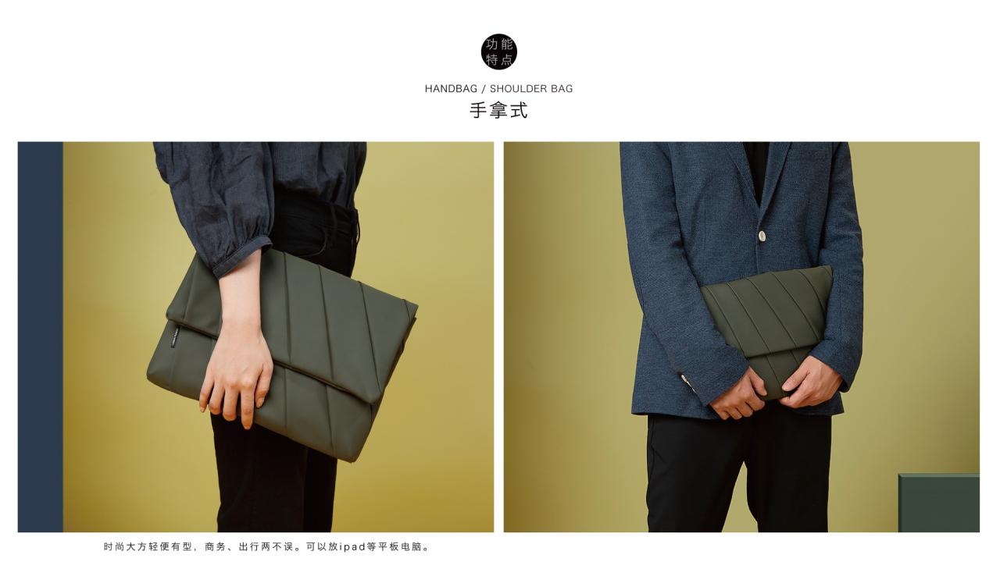 功能
特点
HANDBAG / SHOULDER BAG
手拿式
时尚大方轻便有型，商务、出行两不误。可以放ipad等平板电脑。